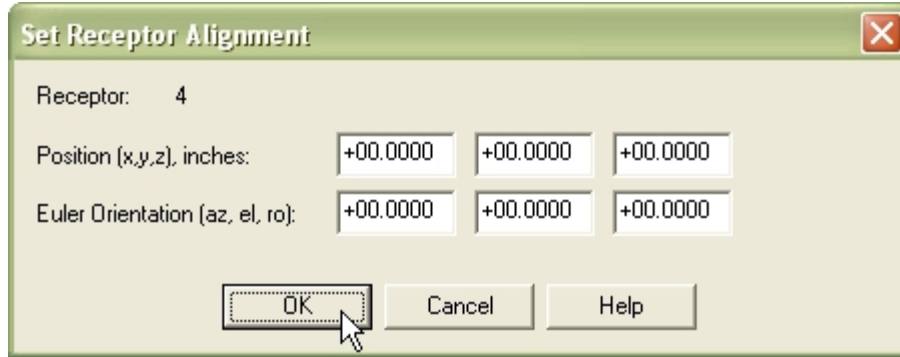 Set Receptor Alignment
Receptor: 4
Position (x,y,z), inches: +00.0000 +00.0000 +00.0000
Euler Orientation (az, el, ro): +00.0000 +00.0000 +00.0000
OK Cancel Help